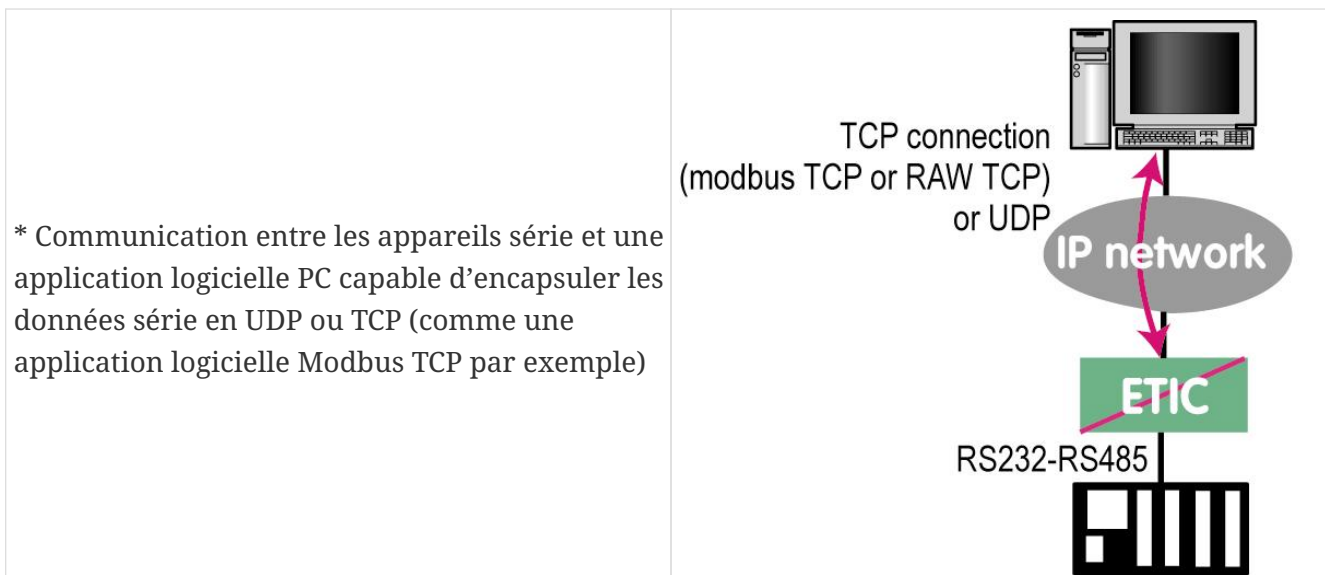 * Communication entre les appareils série et une
application logicielle PC capable d’encapsuler les
données série en UDP ou TCP (comme une
application logicielle Modbus TCP par exemple)
TCP connection
(modbus TCP or RAW TCP)
or UDP
IP network
ETIC
RS232-RS485